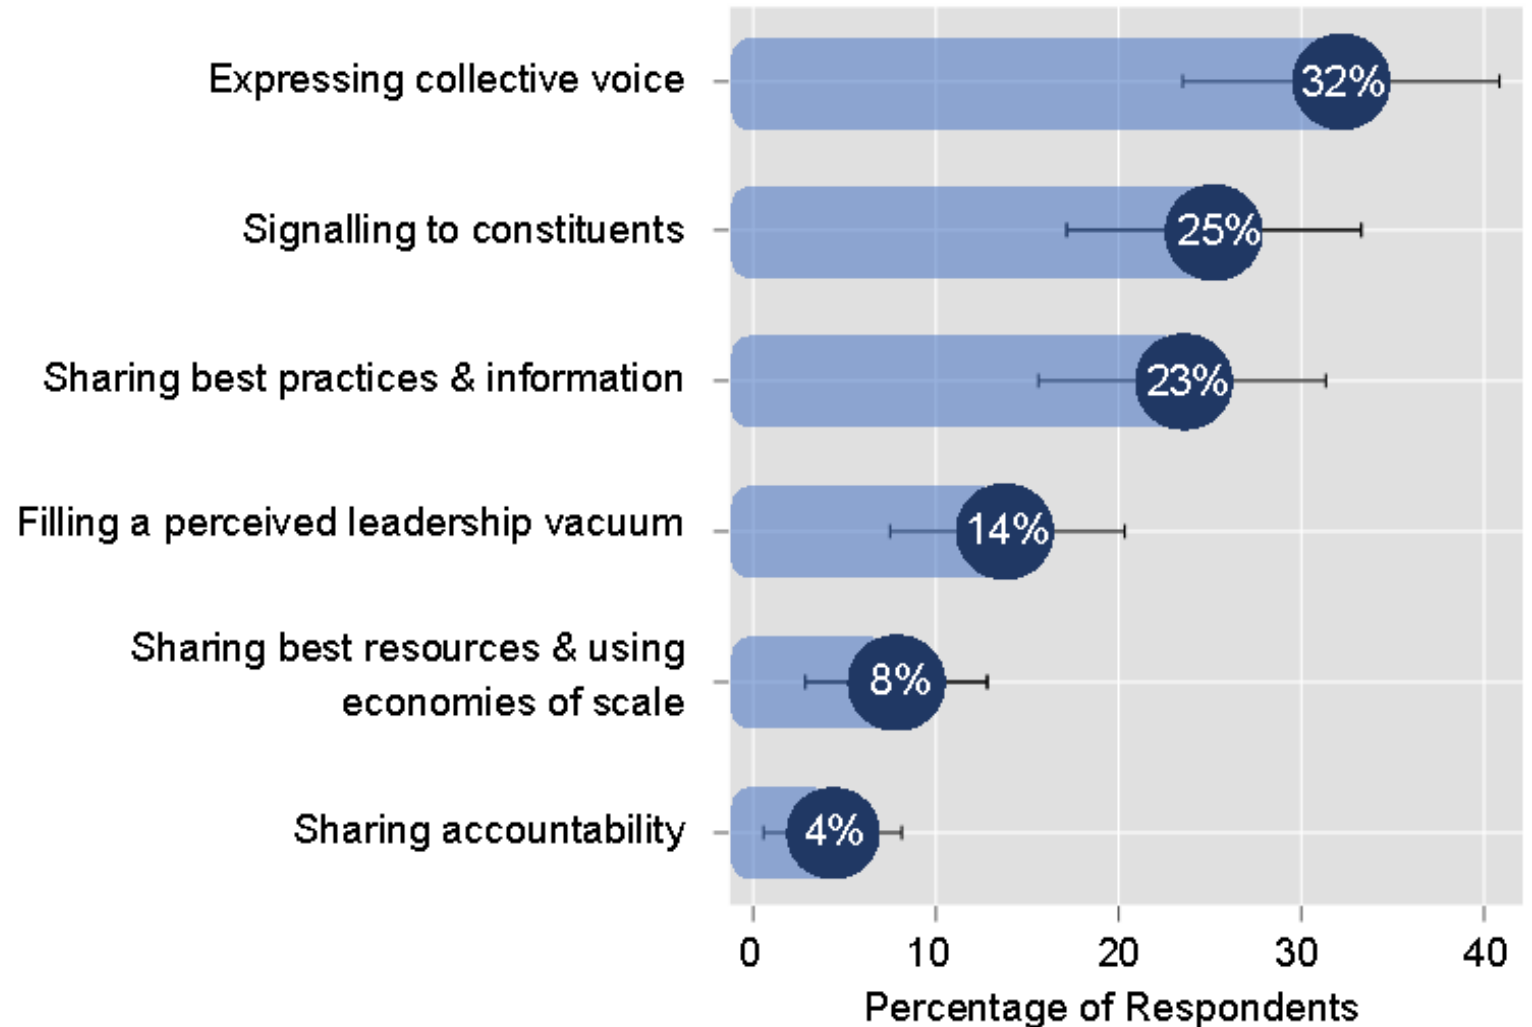 Expressing collective voice
32%
Signalling to constituents
25%
Sharing best practices & information
23%
Filling a perceived leadership vacuum
14%
Sharing best resources & using
economies of scale
8%
Sharing accountability
4%
0 10 20 30 40
Percentage of Respondents